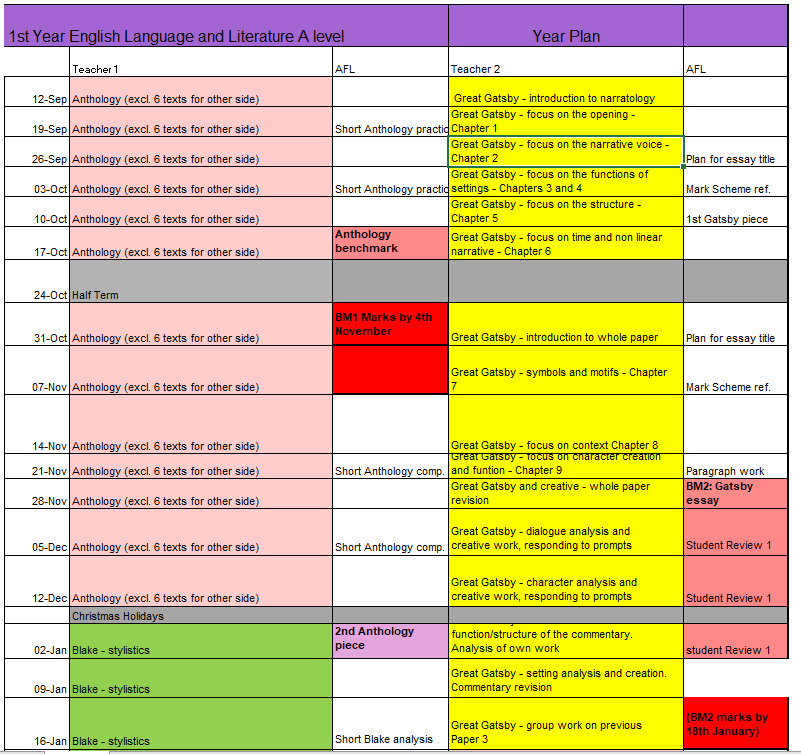 1st Year English Language and Literature A level Year Plan
Teacher 1 AFL Teacher 2 AFL
12-Sep Anthology (excl. 6 texts for other side) Great Gatsby - introduction to narratology
19-Sep Anthology (excl. 6 texts for other side) Short Anthology practic Great Gatsby - focus on the opening -
Chapter 1
26-Sep Anthology (excl. 6 texts for other side) Great Gatsby - focus on the narrative voice -
Chapter 2 Plan for essay title
03-Oct Anthology (excl. 6 texts for other side) Short Anthology practic Great Gatsby - focus on the functions of
settings - Chapters 3 and 4 Mark Scheme ref.
10-Oct Anthology (excl. 6 texts for other side) Great Gatsby - focus on the structure -
Chapter 5 1st Gatsby piece
17-Oct Anthology (excl. 6 texts for other side) Anthology
benchmark Great Gatsby - focus on time and non linear
narrative - Chapter 6
24-Oct Half Term
31-Oct Anthology (excl. 6 texts for other side) BM1 Marks by 4th
November Great Gatsby - introduction to whole paper Plan for essay title
07-Nov Anthology (excl. 6 texts for other side) Great Gatsby - symbols and motifs - Chapter
7 Mark Scheme ref.
14-Nov Anthology (excl. 6 texts for other side) Great Gatsby - focus on context Chapter 8
21-Nov Anthology (excl. 6 texts for other side) Short Anthology comp. Great Gatsby - focus on character creation
and funtion - Chapter 9 Paragraph work
28-Nov Anthology (excl. 6 texts for other side) Great Gatsby and creative - whole paper
revision BM2: Gatsby
essay
05-Dec Anthology (excl. 6 texts for other side) Short Anthology comp. Great Gatsby - dialogue analysis and
creative work, responding to prompts Student Review 1
12-Dec Anthology (excl. 6 texts for other side) Great Gatsby - character analysis and
creative work, responding to prompts Student Review 1
Christmas Holidays
02-Jan Blake - stylistics 2nd Anthology
piece function/structure of the commentary.
Analysis of own work student Review 1
09-Jan Blake - stylistics Great Gatsby - setting analysis and creation.
Commentary revision
16-Jan Blake - stylistics Short Blake analysis Great Gatsby - group work on previous
Paper 3 (BM2 marks by
18th January)